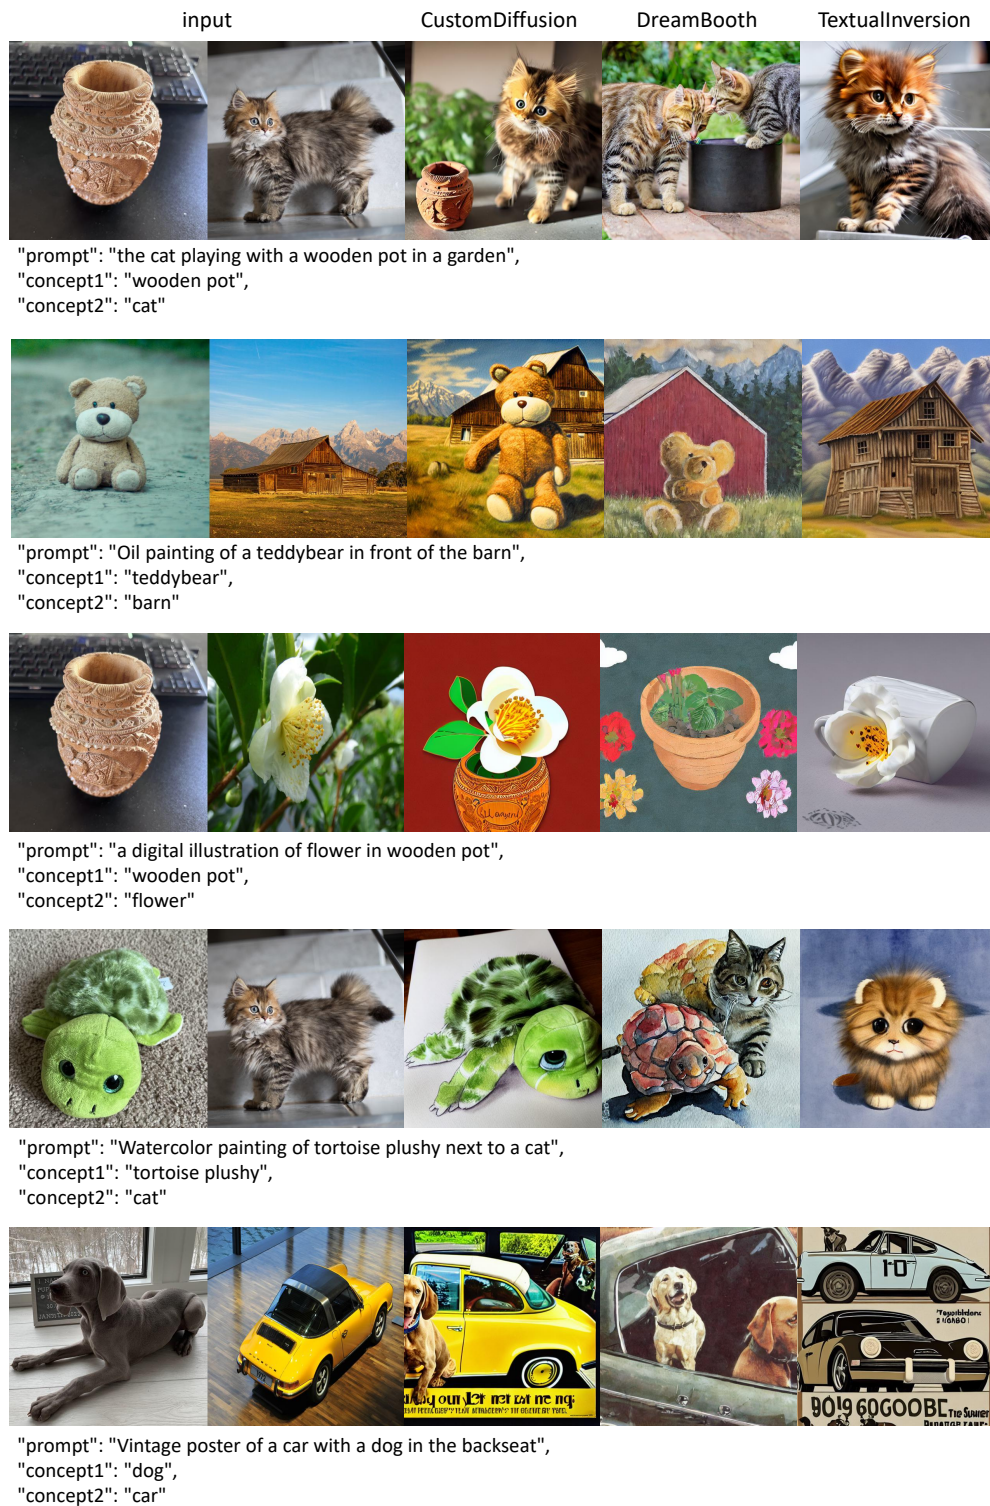 input CustomDiffusion DreamBooth TextualInversion
"prompt": "the cat playing with a wooden pot in a garden",
"concept1": "wooden pot",
"concept2": "cat"
"prompt": "Oil painting of a teddybear in front of the barn",
"concept1": "teddybear",
"concept2": "barn"
"prompt": "a digital illustration of flower in wooden pot",
"concept1": "wooden pot",
"concept2": "flower"
"prompt": "Watercolor painting of tortoise plushy next to a cat",
"concept1": "tortoise plushy",
"concept2": "cat"
"prompt": "Vintage poster of a car with a dog in the backseat",
"concept1": "dog",
"concept2": "car"